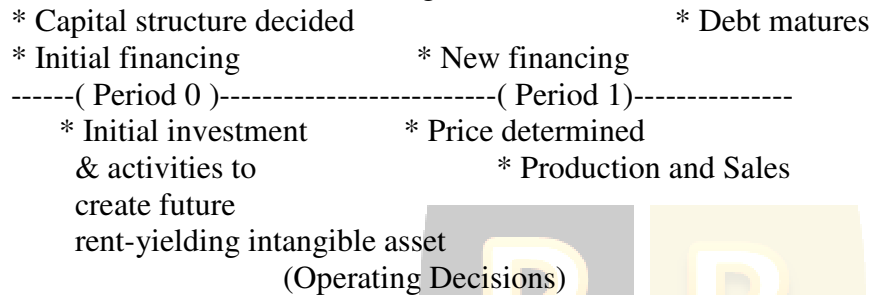 * Capital structure decided * Debt matures
* Initial financing * New financing
------( Period 0 )--------------------------( Period 1)---------------
* Initial investment * Price determined
& activities to * Production and Sales
create future
rent-yielding intangible asset
(Operating Decisions)